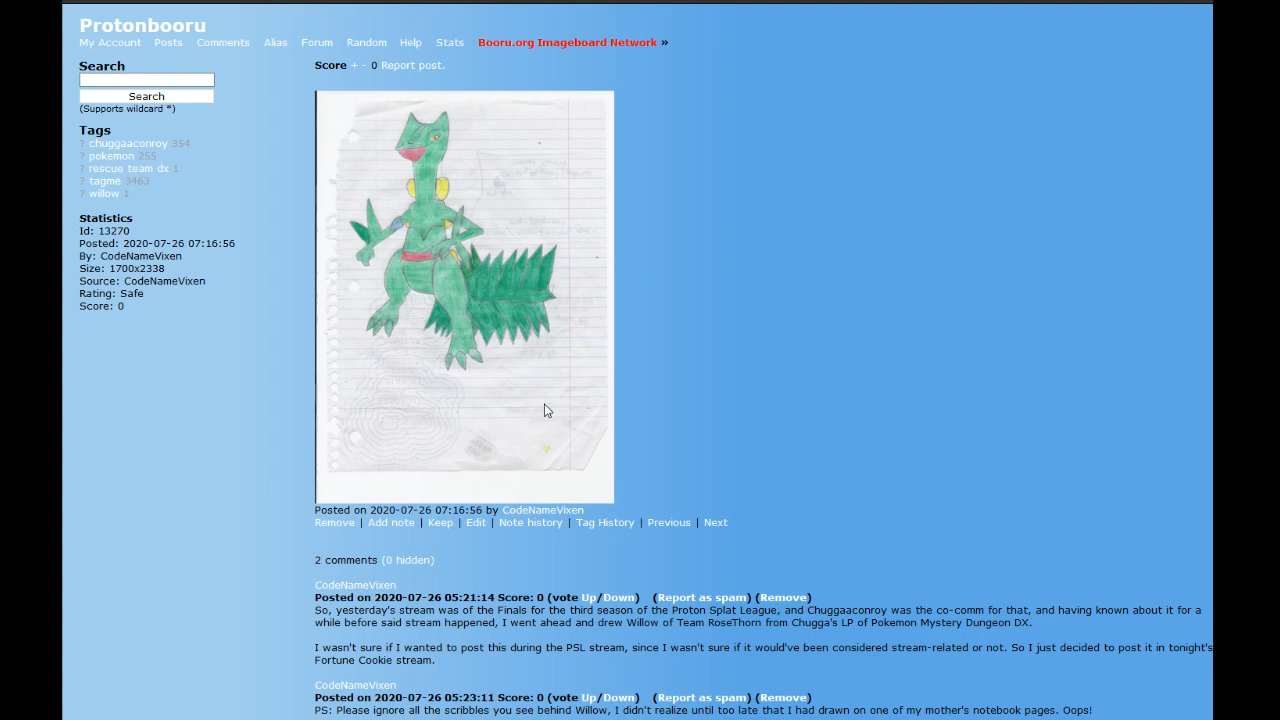 Protonbooru
My Account Posts Comments Alias Forum Random Help Stats Booru.org Imageboard Network »
Search
Search
(Supports wildcard *)
Tags
? chuggaaconroy 354
? pokemon 255
? rescue team dx 1
? tagme 3463
? willow 1
Statistics
Id: 13270
Posted: 2020-07-26 07:16:56
By: CodeNameVixen
Size: 1700x2338
Source: CodeNameVixen
Rating: Safe
Score: 0
Score + - 0 Report post.
Posted on 2020-07-26 07:16:56 by CodeNameVixen
Remove | Add note | Keep | Edit | Note history | Tag History | Previous | Next
2 comments (0 hidden)
CodeNameVixen
Posted on 2020-07-26 05:21:14 Score: 0 (vote Up/Down) (Report as spam) (Remove)
So, yesterday's stream was of the Finals for the third season of the Proton Splat League, and Chuggaaconroy was the co-comm for that, and having known about it for a
while before said stream happened, I went ahead and drew Willow of Team RoseThorn from Chugga's LP of Pokemon Mystery Dungeon DX.
I wasn't sure if I wanted to post this during the PSL stream, since I wasn't sure if it would've been considered stream-related or not. So I just decided to post it in tonight's
Fortune Cookie stream.
CodeNameVixen
Posted on 2020-07-26 05:23:11 Score: 0 (vote Up/Down) (Report as spam) (Remove)
PS: Please ignore all the scribbles you see behind Willow, I didn't realize until too late that I had drawn on one of my mother's notebook pages. Oops!